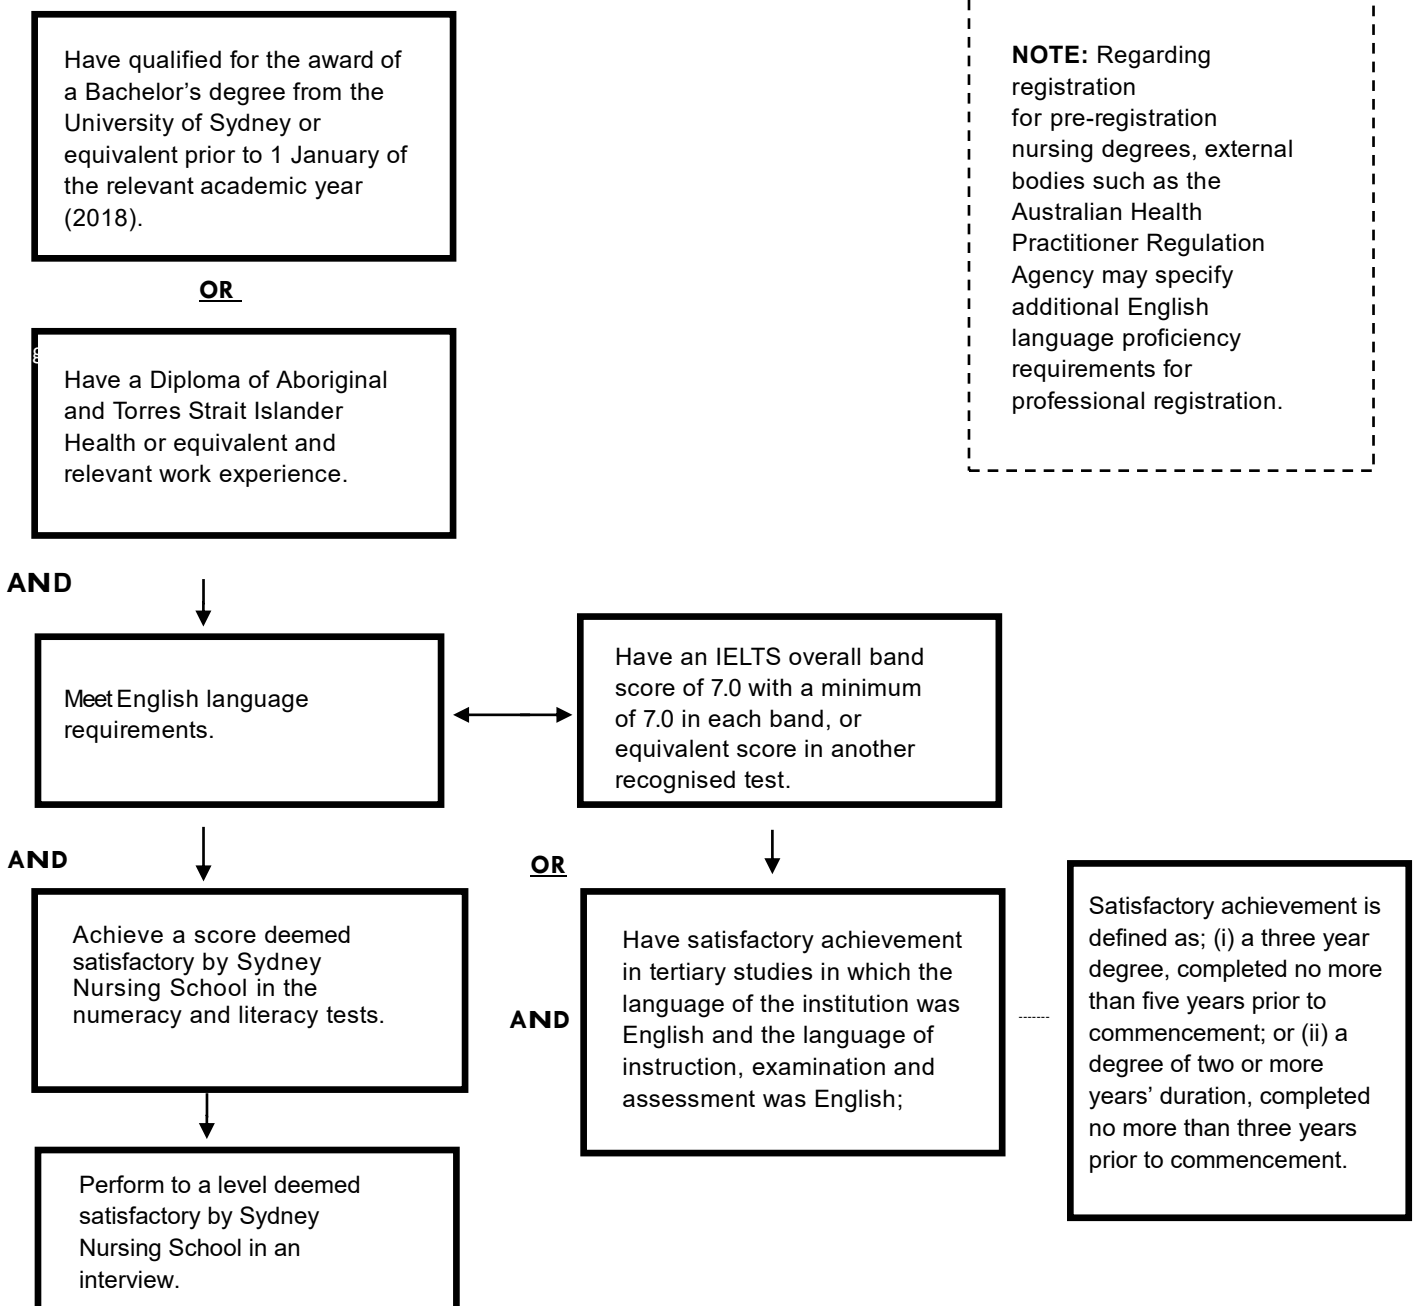 Have qualified for the award of
a Bachelor’s degree from the
University of Sydney or
equivalent prior to 1 January of
the relevant academic year
(2018).
OR
Have a Diploma of Aboriginal
and Torres Strait Islander
Health or equivalent and
relevant work experience.
NOTE: Regarding
registration
for pre-registration
nursing degrees, external
bodies such as the
Australian Health
Practitioner Regulation
Agency may specify
additional English
language proficiency
requirements for
professional registration.
AND
Meet English language
requirements.
Have an IELTS overall band
score of 7.0 with a minimum
of 7.0 in each band, or
equivalent score in another
recognised test.
AND
Achieve a score deemed
satisfactory by Sydney
Nursing School in the
numeracy and literacy tests.
OR
Have satisfactory achievement
in tertiary studies in which the
language of the institution was
English and the language of
instruction, examination and
assessment was English;
Satisfactory achievement is
defined as; (i) a three year
degree, completed no more
than five years prior to
commencement; or (ii) a
degree of two or more
years’ duration, completed
no more than three years
prior to commencement.
AND
Perform to a level deemed
satisfactory by Sydney
Nursing School in an
interview.